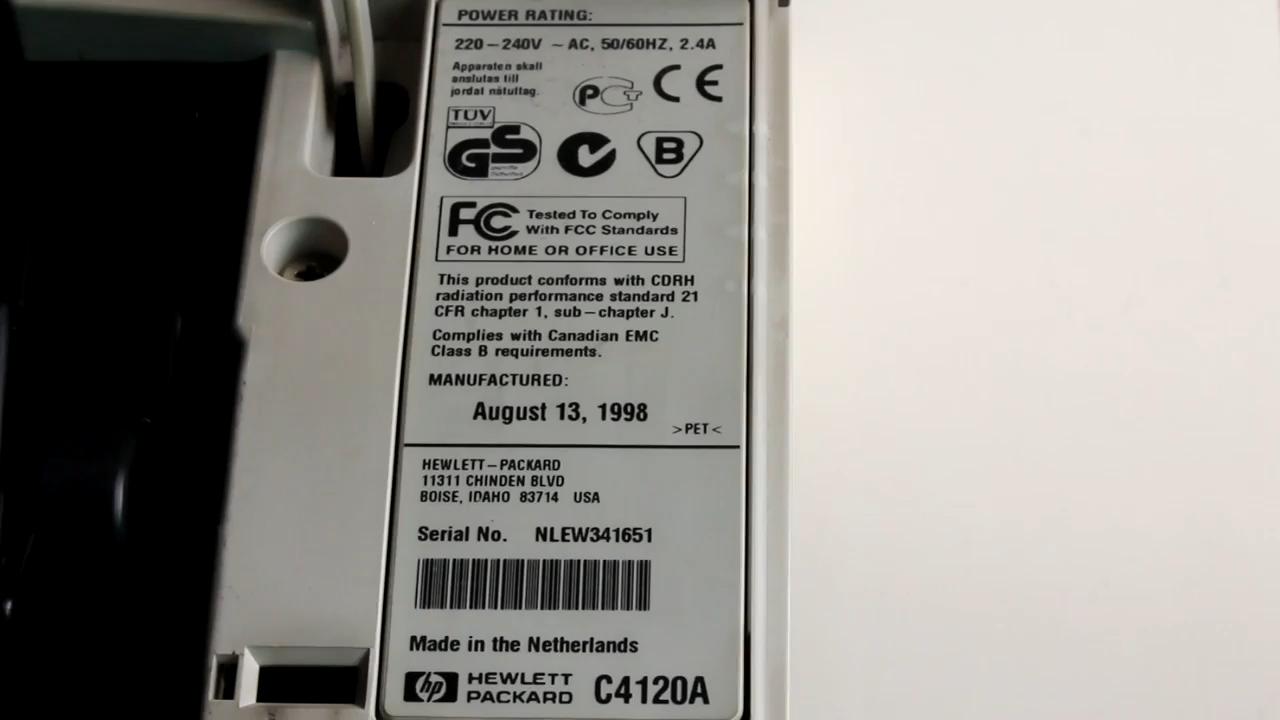 POWER RATING:
220-240V ~ AC, 50/60HZ, 2.4A
Apparaten skall
anslutas till
jordat nätuttag.
PCT
CE
TÜV
GS
B
FC Tested To Comply
With FCC Standards
FOR HOME OR OFFICE USE
This product conforms with CDRH
radiation performance standard 21
CFR chapter 1, sub-chapter J.
Complies with Canadian EMC
Class B requirements.
MANUFACTURED:
August 13, 1998
>PET<
HEWLETT-PACKARD
11311 CHINDEN BLVD
BOISE, IDAHO 83714 USA
Serial No. NLEW341651
Made in the Netherlands
hp HEWLETT
PACKARD C4120A